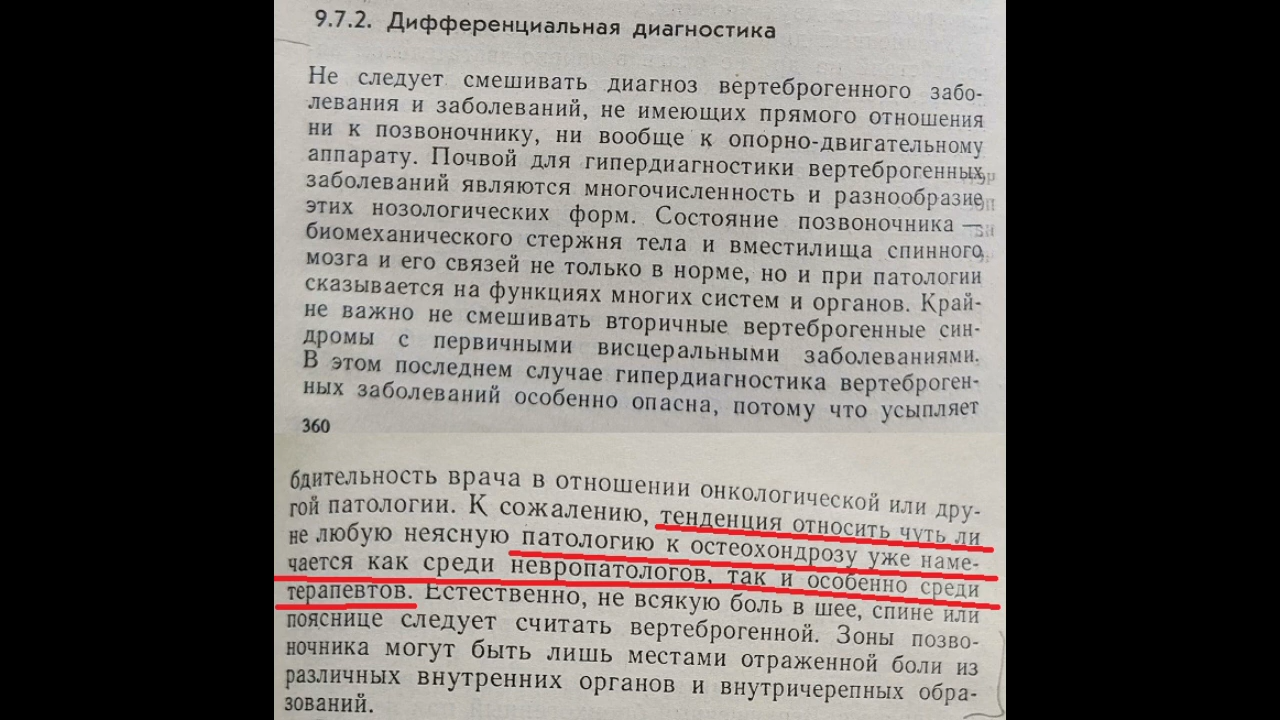 9.7.2. Дифференциальная диагностика
Не следует смешивать диагноз вертеброгенного забо-
левания и заболеваний, не имеющих прямого отношения
ни к позвоночнику, ни вообще к опорно-двигательному
аппарату. Почвой для гипердиагностики вертеброгенных
заболеваний являются многочисленность и разнообразие
этих нозологических форм. Состояние позвоночника —
биомеханического стержня тела и вместилища спинного
мозга и его связей не только в норме, но и при патологии
сказывается на функциях многих систем и органов. Край-
не важно не смешивать вторичные вертеброгенные син-
дромы с первичными висцеральными заболеваниями.
В этом последнем случае гипердиагностика вертеброген-
ных заболеваний особенно опасна, потому что усыпляет
360
бдительность врача в отношении онкологической или дру-
гой патологии. К сожалению, тенденция относить чуть ли
не любую неясную патологию к остеохондрозу уже наме-
чается как среди невропатологов, так и особенно среди
терапевтов. Естественно, не всякую боль в шее, спине или
пояснице следует считать вертеброгенной. Зоны позво-
ночника могут быть лишь местами отраженной боли из
различных внутренних органов и внутричерепных обра-
зований.